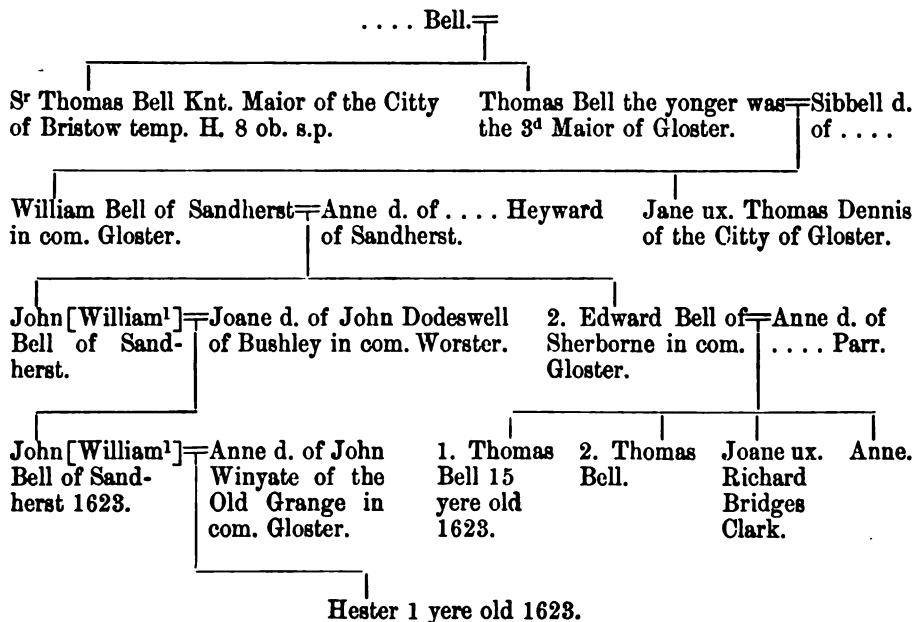 . . . . Bell.
Sʳ Thomas Bell Knt. Maior of the Citty
of Bristow temp. H. 8 ob. s.p.
Thomas Bell the yonger was
the 3ᵈ Maior of Gloster.
Sibbell d.
of . . . .
William Bell of Sandherst
in com. Gloster.
Anne d. of . . . . Heyward
of Sandherst.
Jane ux. Thomas Dennis
of the Citty of Gloster.
John [William¹]
Bell of Sand-
herst.
Joane d. of John Dodeswell
of Bushley in com. Worster.
2. Edward Bell of
Sherborne in com.
Gloster.
Anne d. of
. . . . Parr.
John [William¹]
Bell of Sand-
herst 1623.
Anne d. of John
Winyate of the
Old Grange in
com. Gloster.
1. Thomas
Bell 15
yere old
1623.
2. Thomas
Bell.
Joane ux.
Richard
Bridges
Clark.
Anne.
Hester 1 yere old 1623.